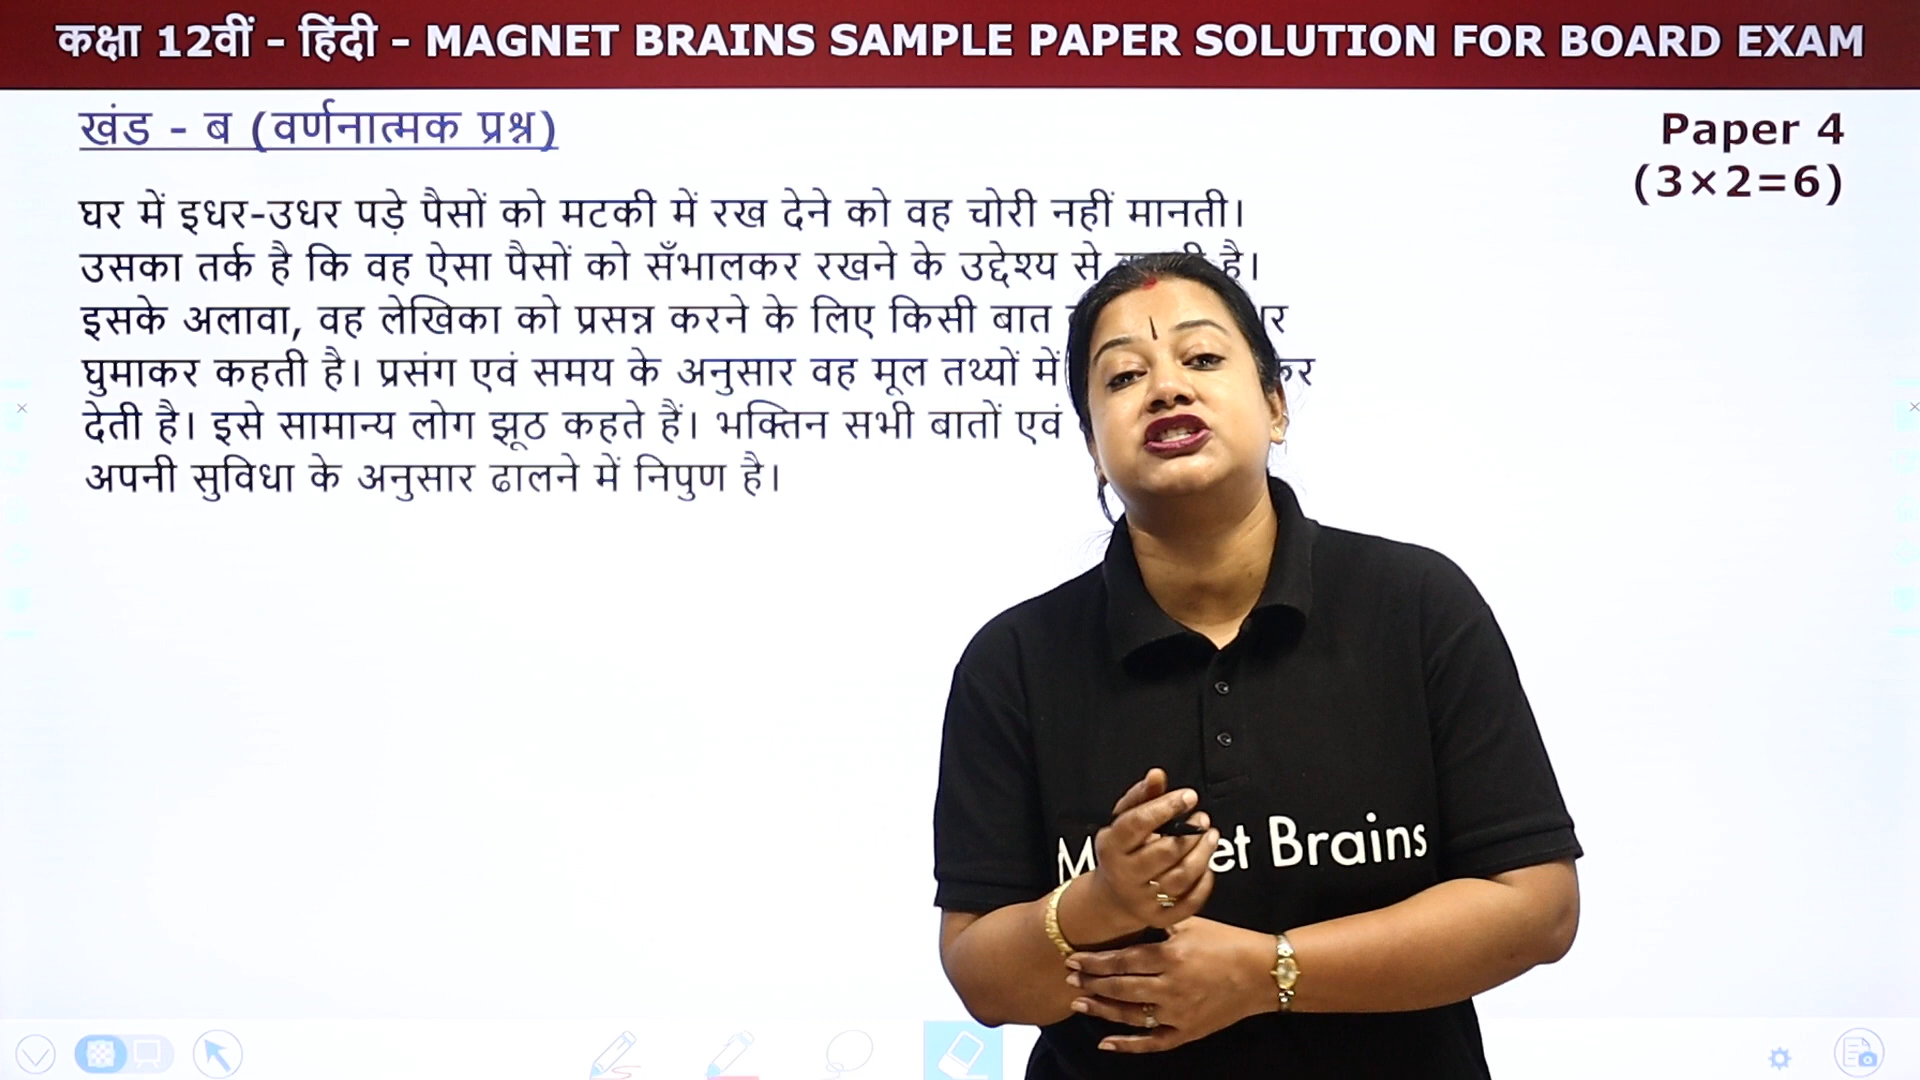 कक्षा 12वीं - हिंदी - MAGNET BRAINS SAMPLE PAPER SOLUTION FOR BOARD EXAM
खंड - ब (वर्णनात्मक प्रश्न)
Paper 4
(3×2=6)
घर में इधर-उधर पड़े पैसों को मटकी में रख देने को वह चोरी नहीं मानती।
उसका तर्क है कि वह ऐसा पैसों को सँभालकर रखने के उद्देश्य से है।
इसके अलावा, वह लेखिका को प्रसन्न करने के लिए किसी बात
घुमाकर कहती है। प्रसंग एवं समय के अनुसार वह मूल तथ्यों में
देती है। इसे सामान्य लोग झूठ कहते हैं। भक्तिन सभी बातों एवं
अपनी सुविधा के अनुसार ढालने में निपुण है।
Brains